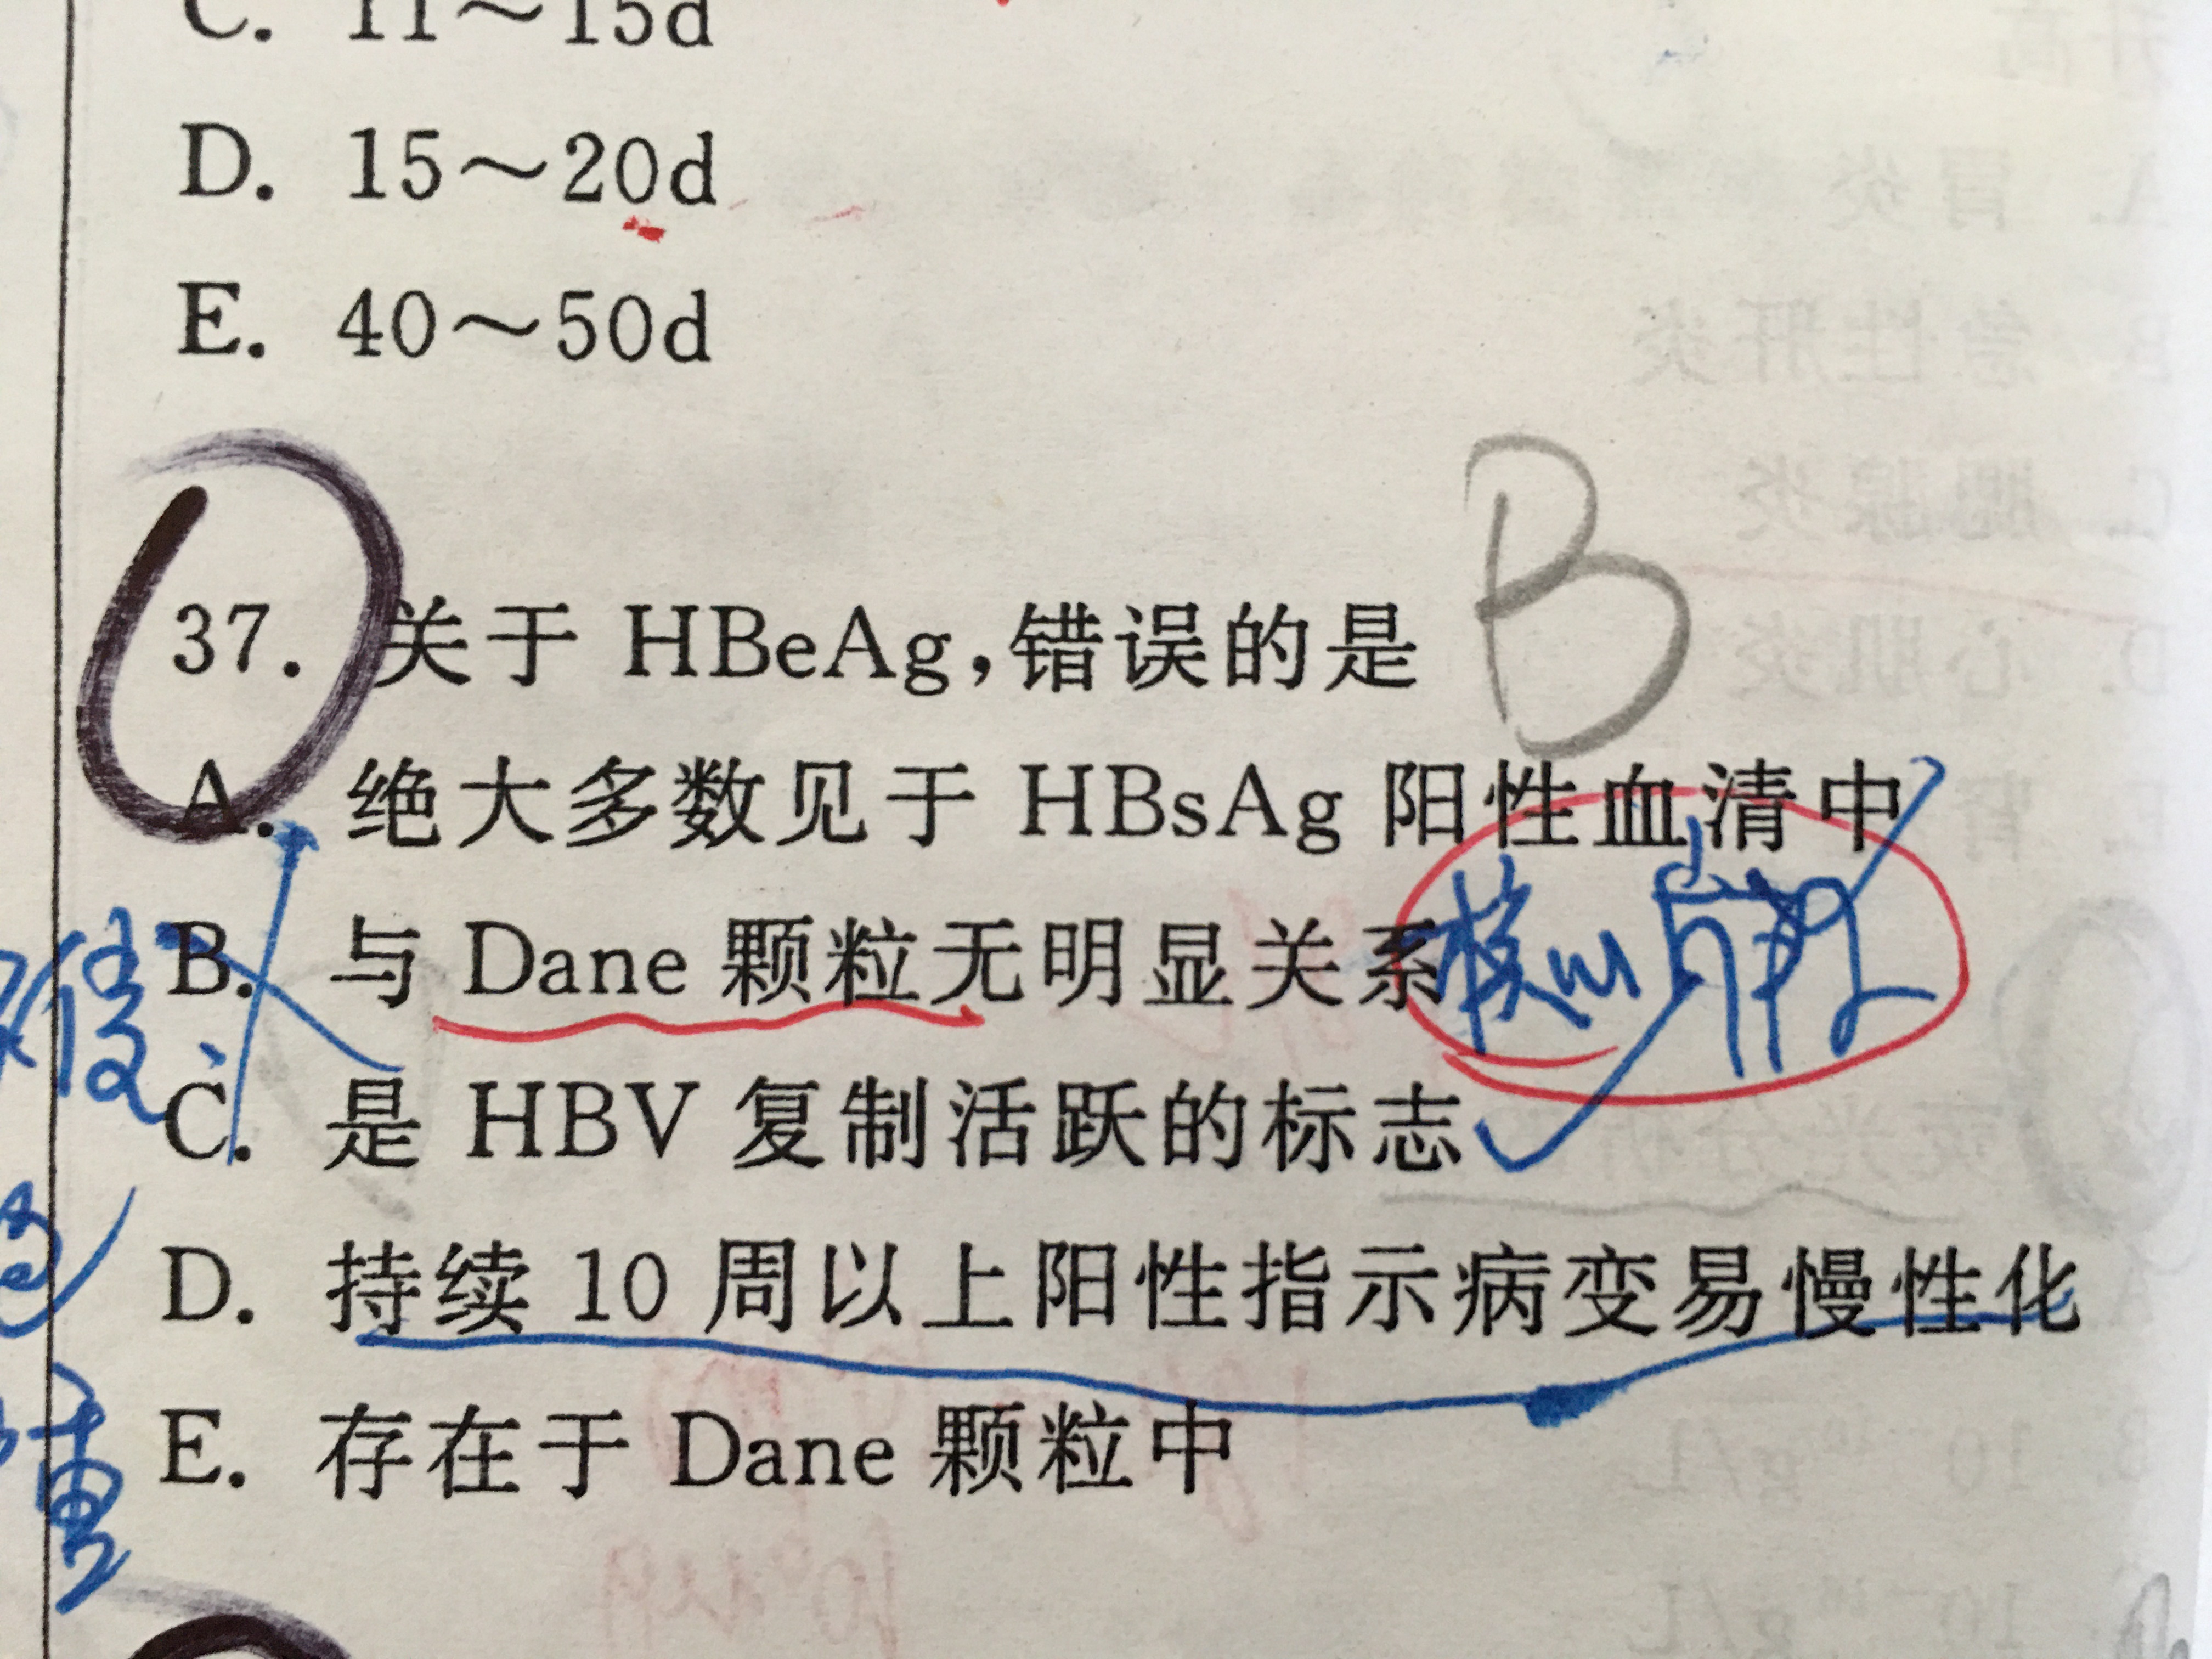 C. 11～15d
D. 15～20d
E. 40～50d
37. 关于 HBeAg,错误的是
B
A. 绝大多数见于 HBsAg 阳性血清中
B. 与 Dane 颗粒无明显关系
C. 是 HBV 复制活跃的标志
D. 持续 10 周以上阳性指示病变易慢性化
E. 存在于 Dane 颗粒中